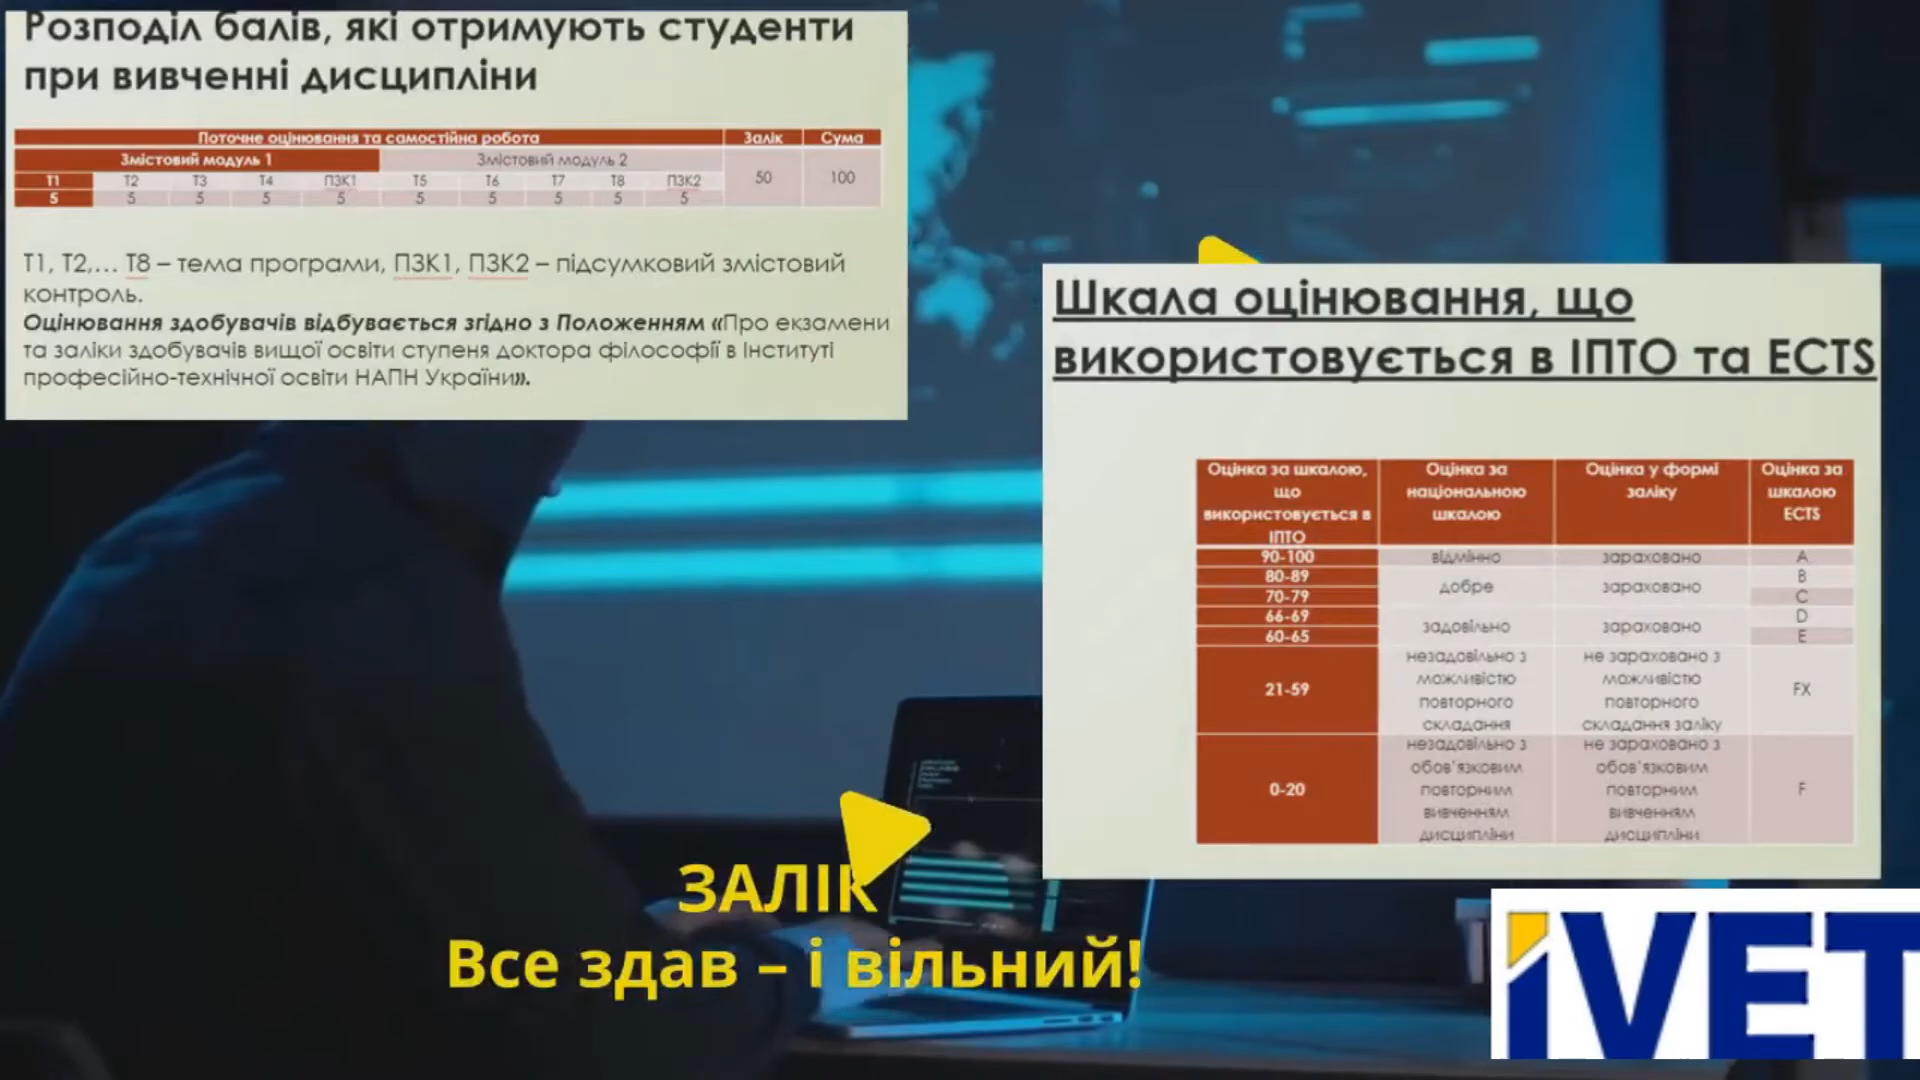 Розподіл балів, які отримують студенти
при вивченні дисципліни
Поточне оцінювання та самостійна робота Залік Сума
Змістовий модуль 1 Змістовий модуль 2 50 100
Т1 Т2 Т3 Т4 ПЗК1 Т5 Т6 Т7 Т8 ПЗК2
5 5 5 5 5 5 5 5 5 5
Т1, Т2,... Т8 – тема програми, ПЗК1, ПЗК2 – підсумковий змістовий
контроль.
Оцінювання здобувачів відбувається згідно з Положенням «Про екзамени
та заліки здобувачів вищої освіти ступеня доктора філософії в Інституті
професійно-технічної освіти НАПН України».
Шкала оцінювання, що
використовується в ІПТО та ECTS
Оцінка за шкалою,
що
використовується в
ІПТО
Оцінка за
національною
шкалою
Оцінка у формі
заліку
Оцінка за
шкалою
ECTS
90-100 відмінно зараховано A
80-89 B
добре зараховано
70-79 C
66-69 D
задовільно зараховано
60-65 E
21-59
незадовільно з
можливістю
повторного
складання
не зараховано з
можливістю
повторного
складання заліку
FX
0-20
незадовільно з
обов'язковим
повторним
вивченням
дисципліни
не зараховано з
обов'язковим
повторним
вивченням
дисципліни
F
ЗАЛІК
Все здав – і вільний!
iVET